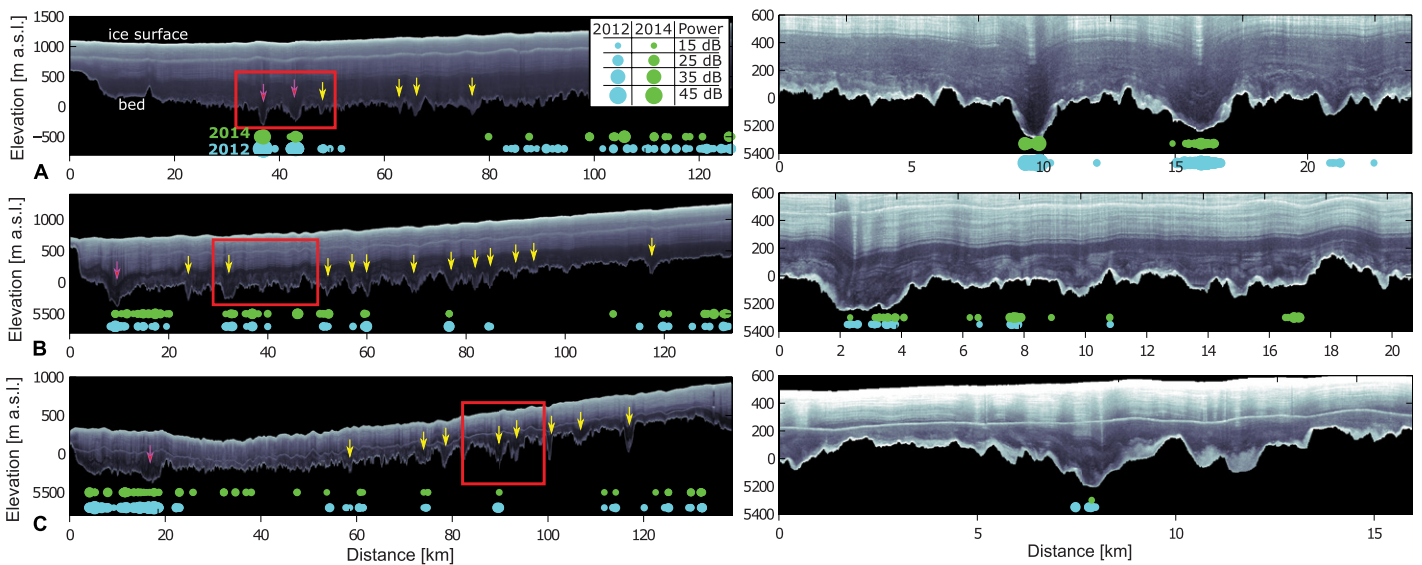 1500
1000
500
0
−500
Elevation [m a.s.l.]
ice surface
bed
2014
2012
2012 2014 Power
15 dB
25 dB
35 dB
45 dB
A
0 20 40 60 80 100 120
600
400
200
0
5200
5400
0 5 10 15 20
1000
500
0
5500
Elevation [m a.s.l.]
B
0 20 40 60 80 100 120
600
400
200
0
5200
5400
0 2 4 6 8 10 12 14 16 18 20
1000
500
0
5500
Elevation [m a.s.l.]
C
0 20 40 60 80 100 120
Distance [km]
600
400
200
0
5200
5400
0 5 10 15
Distance [km]